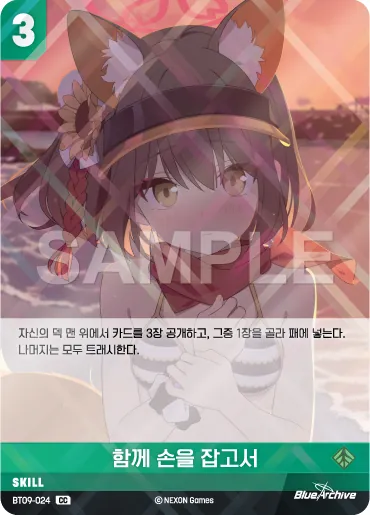 3
SAMPLE
자신의 덱 맨 위에서 카드를 3장 공개하고, 그중 1장을 골라 패에 넣는다.
나머지는 모두 트래시한다.
함께 손을 잡고서
SKILL
BT09-024 CC
© NEXON Games
BlueArchive